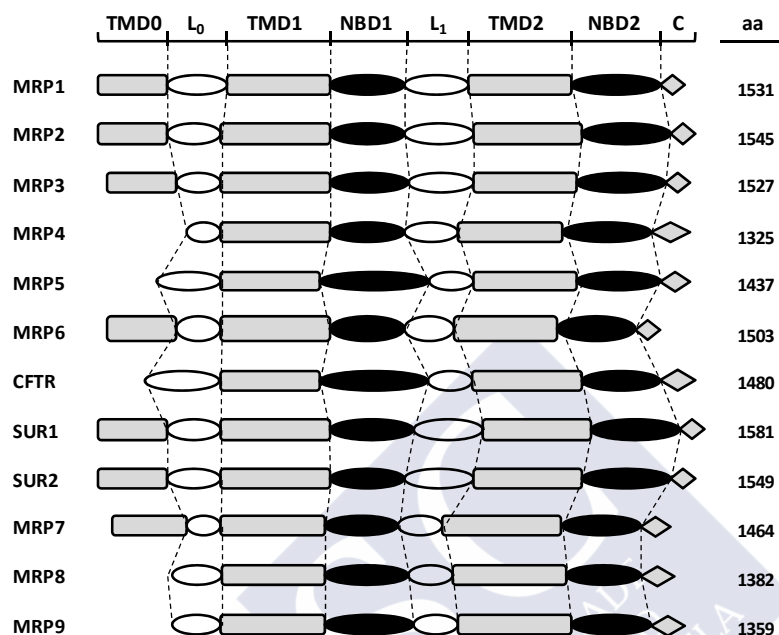 TMD0 L0 TMD1 NBD1 L1 TMD2 NBD2 C aa
MRP1 1531
MRP2 1545
MRP3 1527
MRP4 1325
MRP5 1437
MRP6 1503
CFTR 1480
SUR1 1581
SUR2 1549
MRP7 1464
MRP8 1382
MRP9 1359